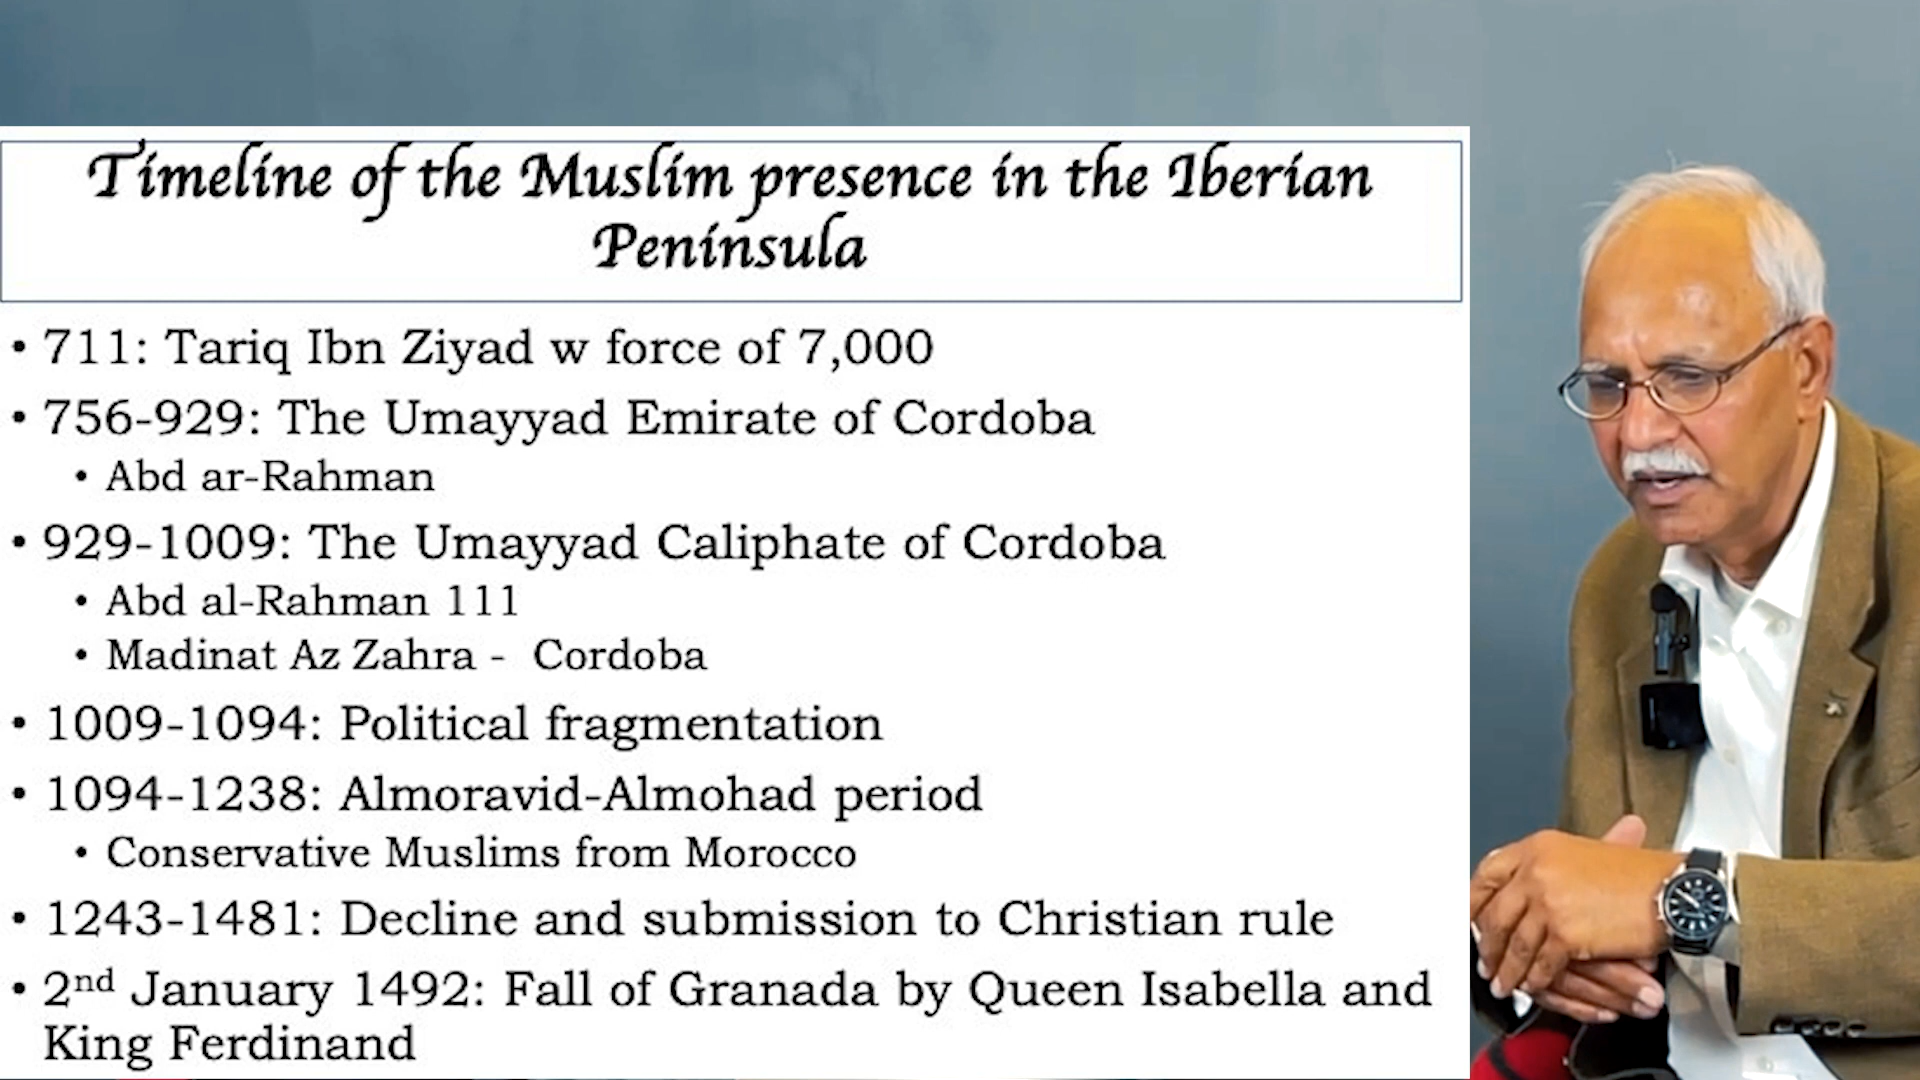 Timeline of the Muslim presence in the Iberian
Peninsula
• 711: Tariq Ibn Ziyad w force of 7,000
• 756-929: The Umayyad Emirate of Cordoba
• Abd ar-Rahman
• 929-1009: The Umayyad Caliphate of Cordoba
• Abd al-Rahman 111
• Madinat Az Zahra - Cordoba
• 1009-1094: Political fragmentation
• 1094-1238: Almoravid-Almohad period
• Conservative Muslims from Morocco
• 1243-1481: Decline and submission to Christian rule
• 2nd January 1492: Fall of Granada by Queen Isabella and
King Ferdinand